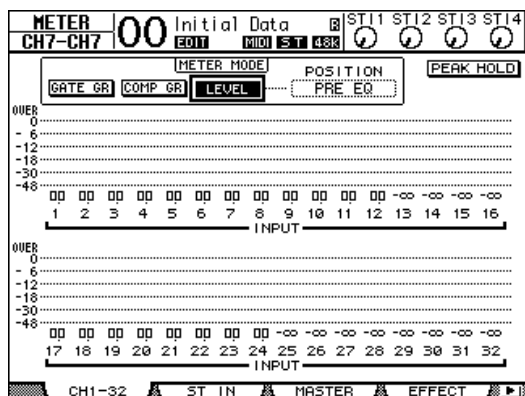 METER CH7-CH7 00 Initial Data R STI1 STI2 STI3 STI4
EDIT MIDI ST 48K
METER MODE
POSITION
PEAK HOLD
GATE GR COMP GR LEVEL PRE EQ
OVER
0
- 6
-12
-18
-30
-48
00 00 00 00 00 00 00 00 00 00 00 00 -∞ -∞ -∞ -∞
1 2 3 4 5 6 7 8 9 10 11 12 13 14 15 16
INPUT
OVER
0
- 6
-12
-18
-30
-48
00 00 00 00 00 00 00 00 -∞ -∞ -∞ -∞ -∞ -∞ -∞ -∞
17 18 19 20 21 22 23 24 25 26 27 28 29 30 31 32
INPUT
CH1-32 ST IN MASTER EFFECT